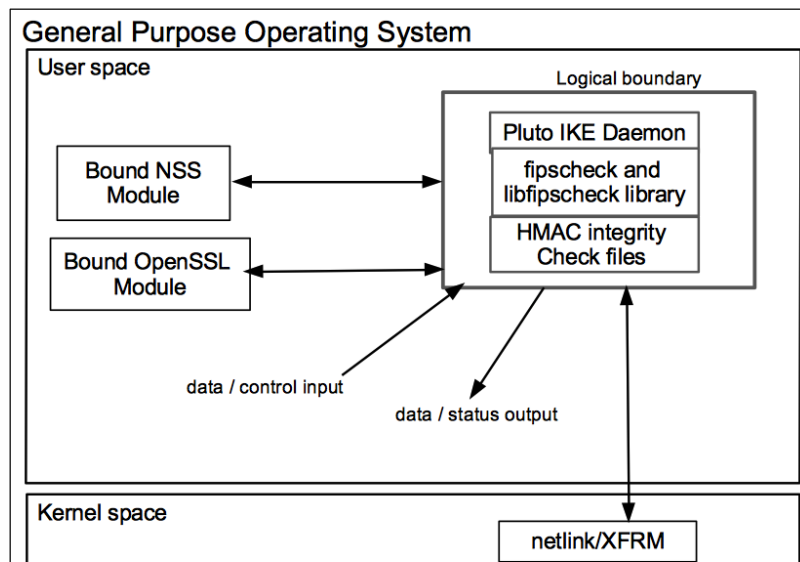 General Purpose Operating System
User space
Logical boundary
Pluto IKE Daemon
Bound NSS
Module
fipscheck and
libfipscheck library
HMAC integrity
Check files
Bound OpenSSL
Module
data / control input
data / status output
Kernel space
netlink/XFRM